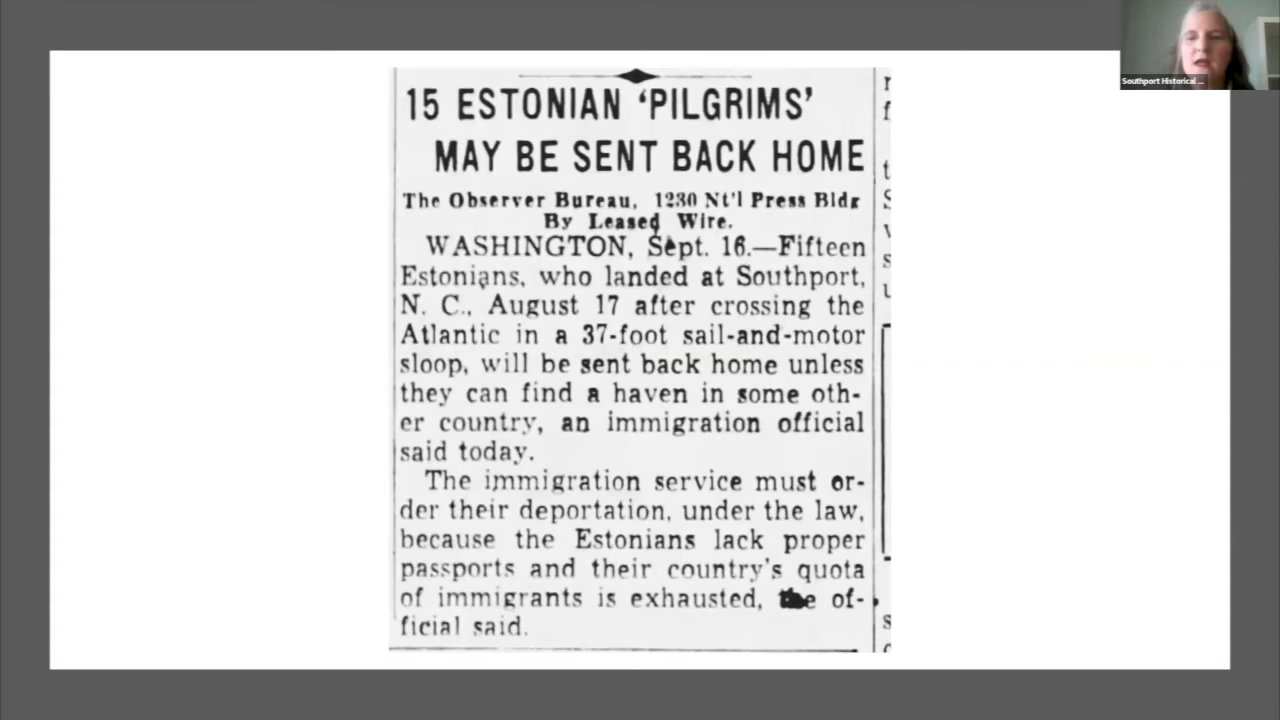 15 ESTONIAN ‘PILGRIMS’
MAY BE SENT BACK HOME
The Observer Bureau, 1230 Nt'l Press Bldg
By Leased Wire.
WASHINGTON, Sept. 16.—Fifteen
Estonians, who landed at Southport,
N. C., August 17 after crossing the
Atlantic in a 37-foot sail-and-motor
sloop, will be sent back home unless
they can find a haven in some oth-
er country, an immigration official
said today.
The immigration service must or-
der their deportation, under the law,
because the Estonians lack proper
passports and their country's quota
of immigrants is exhausted, the of-
ficial said.
Southport Historical ...